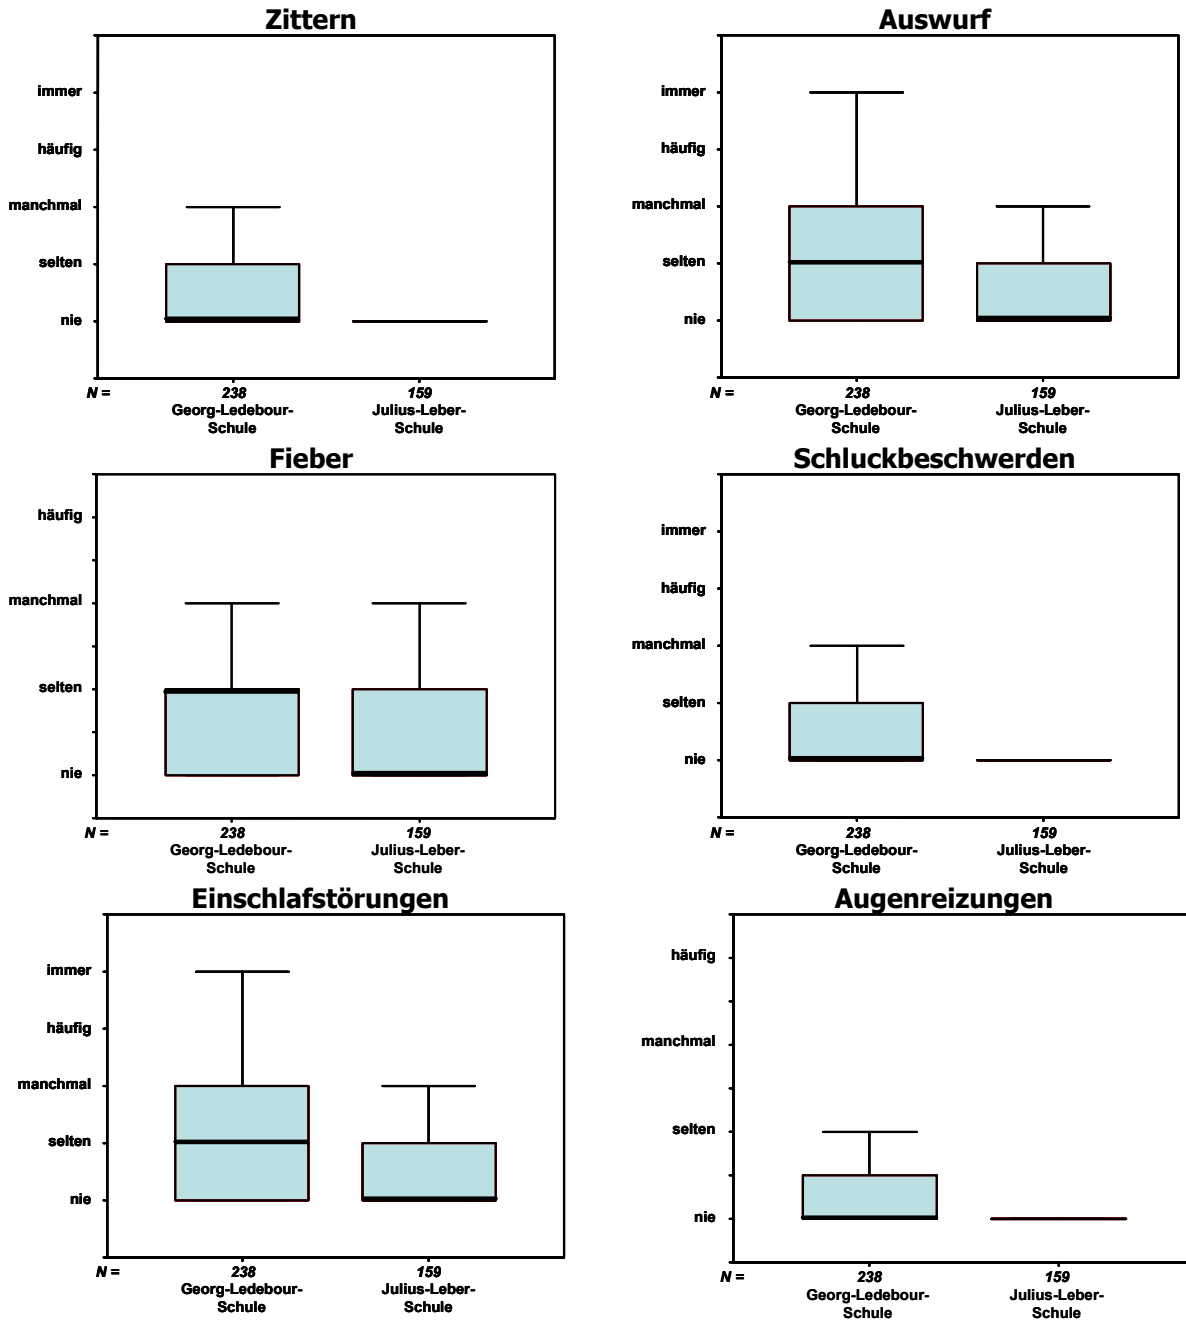 Zittern
immer
häufig
manchmal
selten
nie
N =
238
159
Georg-Ledebour-
Schule
Julius-Leber-
Schule
Auswurf
immer
häufig
manchmal
selten
nie
N =
238
159
Georg-Ledebour-
Schule
Julius-Leber-
Schule
Fieber
häufig
manchmal
selten
nie
N =
238
159
Georg-Ledebour-
Schule
Julius-Leber-
Schule
Schluckbeschwerden
immer
häufig
manchmal
selten
nie
N =
238
159
Georg-Ledebour-
Schule
Julius-Leber-
Schule
Einschlafstörungen
immer
häufig
manchmal
selten
nie
N =
238
159
Georg-Ledebour-
Schule
Julius-Leber-
Schule
Augenreizungen
häufig
manchmal
selten
nie
N =
238
159
Georg-Ledebour-
Schule
Julius-Leber-
Schule